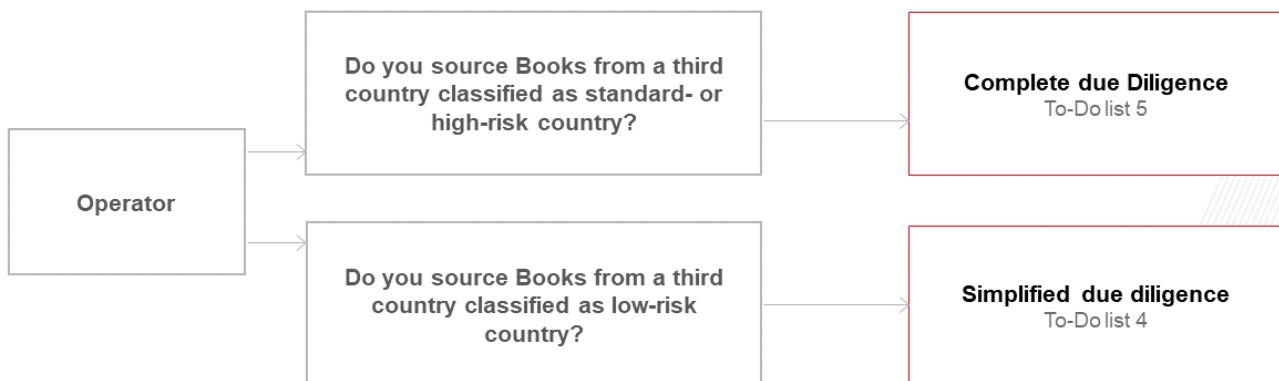 Do you source Books from a third
country classified as standard- or
high-risk country?
Complete due Diligence
To-Do list 5
Operator
Do you source Books from a third
country classified as low-risk
country?
Simplified due diligence
To-Do list 4